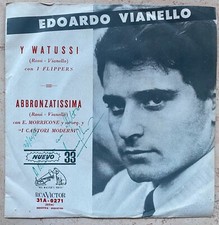 EDOARDO VIANELLO
Y WATUSSI
(Rossi - Vianello)
con I FLIPPERS
ABBRONZATISSIMA
(Rossi - Vianello)
con E. MORRICONE y
"I CANTORI MODERNI"
NUEVO 33
RCA VICTOR
31A-0271